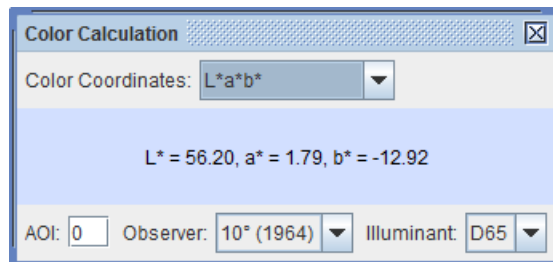 Color Calculation
Color Coordinates: L*a*b*
L* = 56.20, a* = 1.79, b* = -12.92
AOI: 0 Observer: 10° (1964) Illuminant: D65